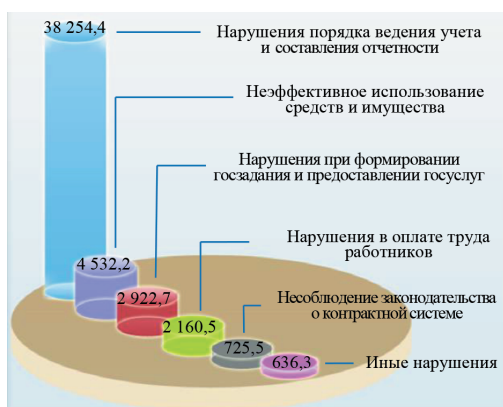 38 254,4
Нарушения порядка ведения учета
и составления отчетности
Неэффективное использование
средств и имущества
Нарушения при формировании
госзадания и предоставлении госуслуг
4 532,2
Нарушения в оплате труда
работников
2 922,7
Несоблюдение законодательства
о контрактной системе
2 160,5
725,5
636,3
Иные нарушения